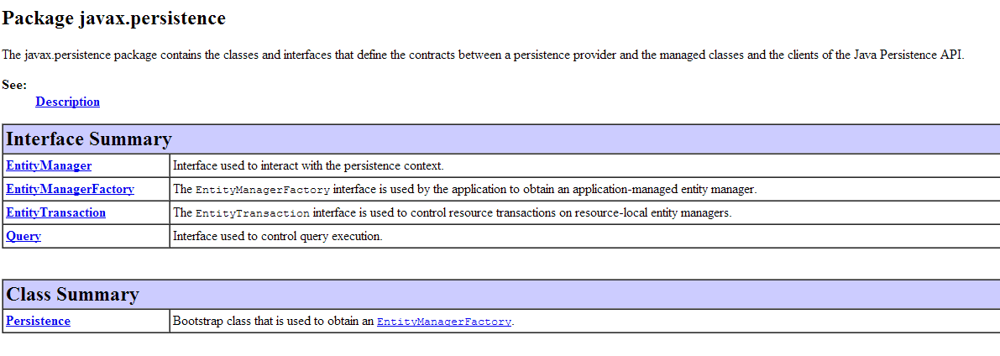 Package javax.persistence
The javax.persistence package contains the classes and interfaces that define the contracts between a persistence provider and the managed classes and the clients of the Java Persistence API.
See:
Description
Interface Summary
EntityManager Interface used to interact with the persistence context.
EntityManagerFactory The EntityManagerFactory interface is used by the application to obtain an application-managed entity manager.
EntityTransaction The EntityTransaction interface is used to control resource transactions on resource-local entity managers.
Query Interface used to control query execution.
Class Summary
Persistence Bootstrap class that is used to obtain an EntityManagerFactory.